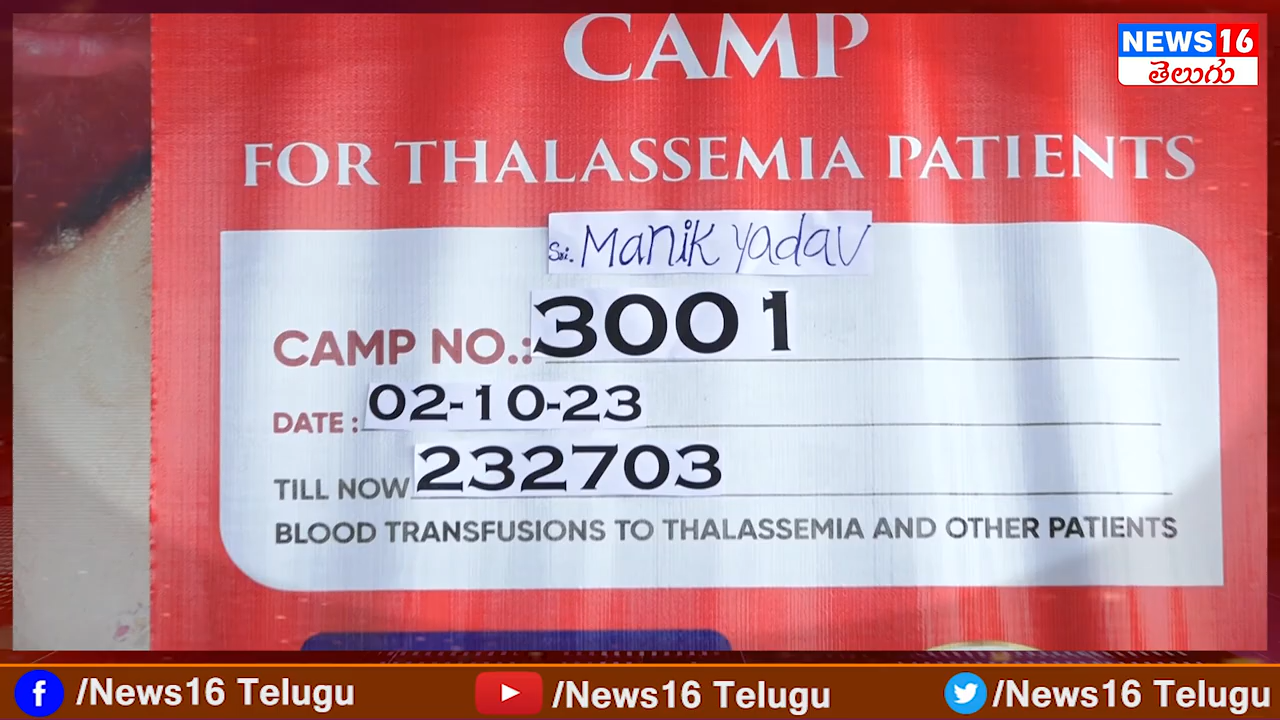 CAMP
NEWS 16
తెలుగు
FOR THALASSEMIA PATIENTS
Sri. Manik Yadav
CAMP NO.: 3001
DATE : 02-10-23
TILL NOW 232703
BLOOD TRANSFUSIONS TO THALASSEMIA AND OTHER PATIENTS
/News16 Telugu
/News16 Telugu
/News16 Telugu